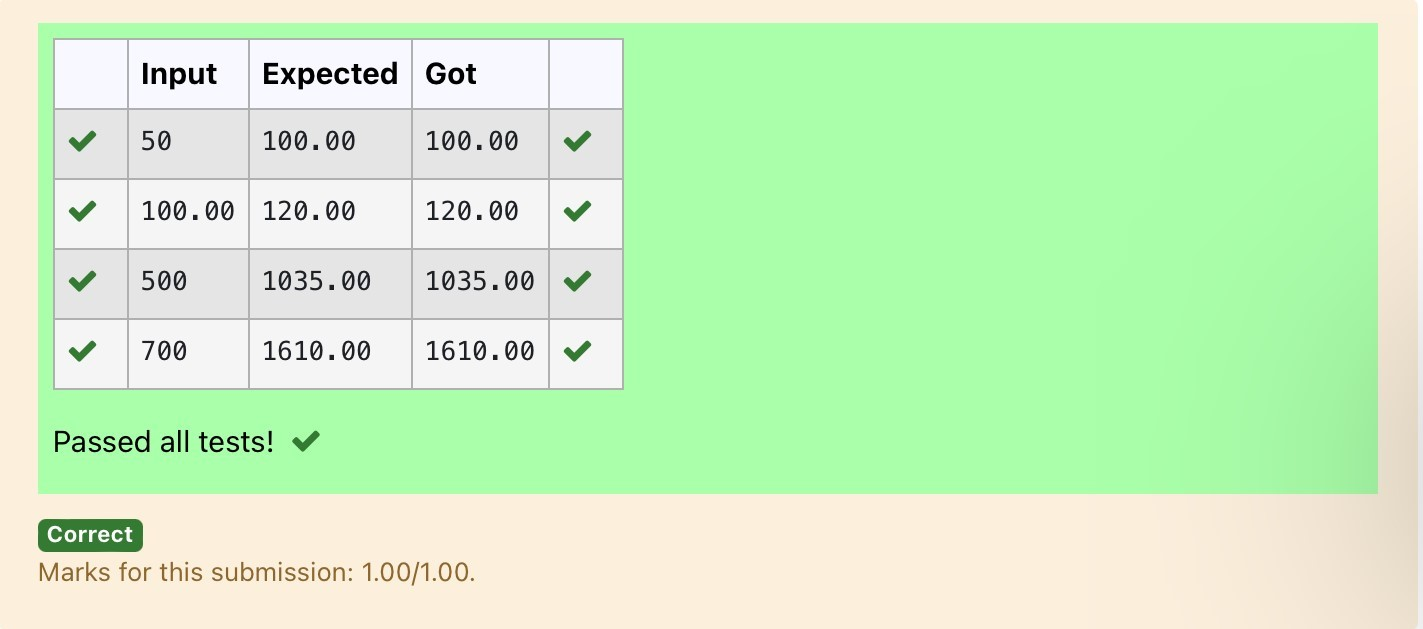 Input Expected Got
50 100.00 100.00
100.00 120.00 120.00
500 1035.00 1035.00
700 1610.00 1610.00
Passed all tests!
Correct
Marks for this submission: 1.00/1.00.